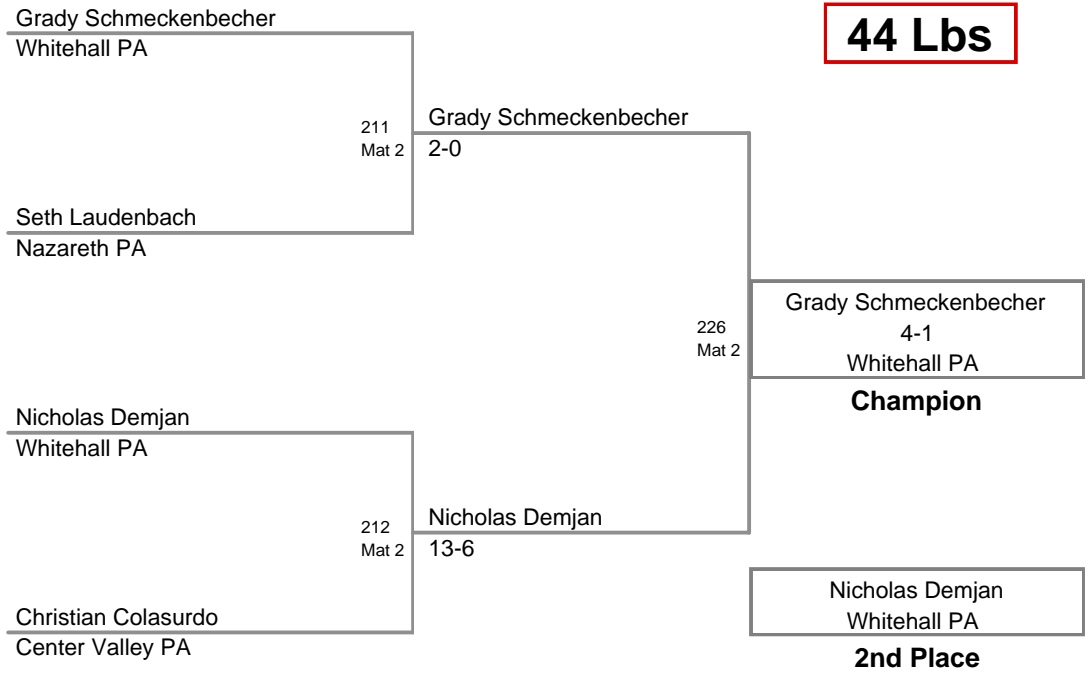 Grady Schmeckenbecher
Whitehall PA
44 Lbs
211
Mat 2
Grady Schmeckenbecher
2-0
Seth Laudenbach
Nazareth PA
226
Mat 2
Grady Schmeckenbecher
4-1
Whitehall PA
Champion
Nicholas Demjan
Whitehall PA
212
Mat 2
Nicholas Demjan
13-6
Christian Colasurdo
Center Valley PA
Nicholas Demjan
Whitehall PA
2nd Place